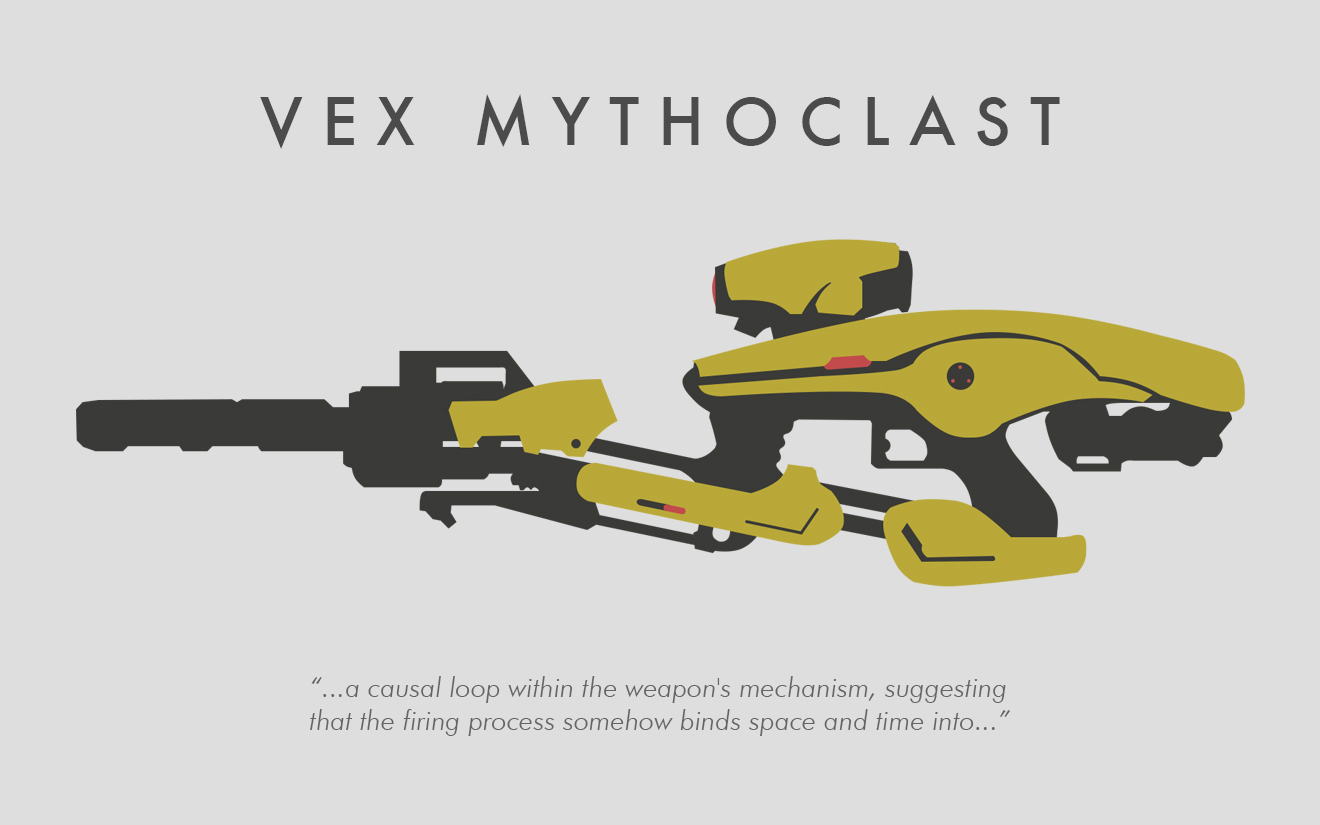 VEX MYTHOCLAST
“...a causal loop within the weapon's mechanism, suggesting
that the firing process somehow binds space and time into...”